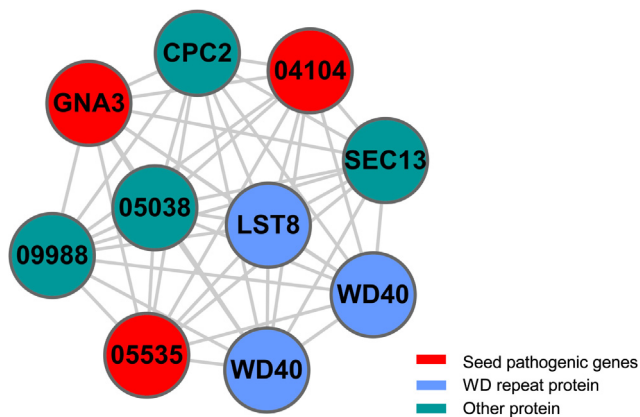 CPC2
04104
GNA3
SEC13
05038
LST8
09988
WD40
05535
WD40
Seed pathogenic genes
WD repeat protein
Other protein